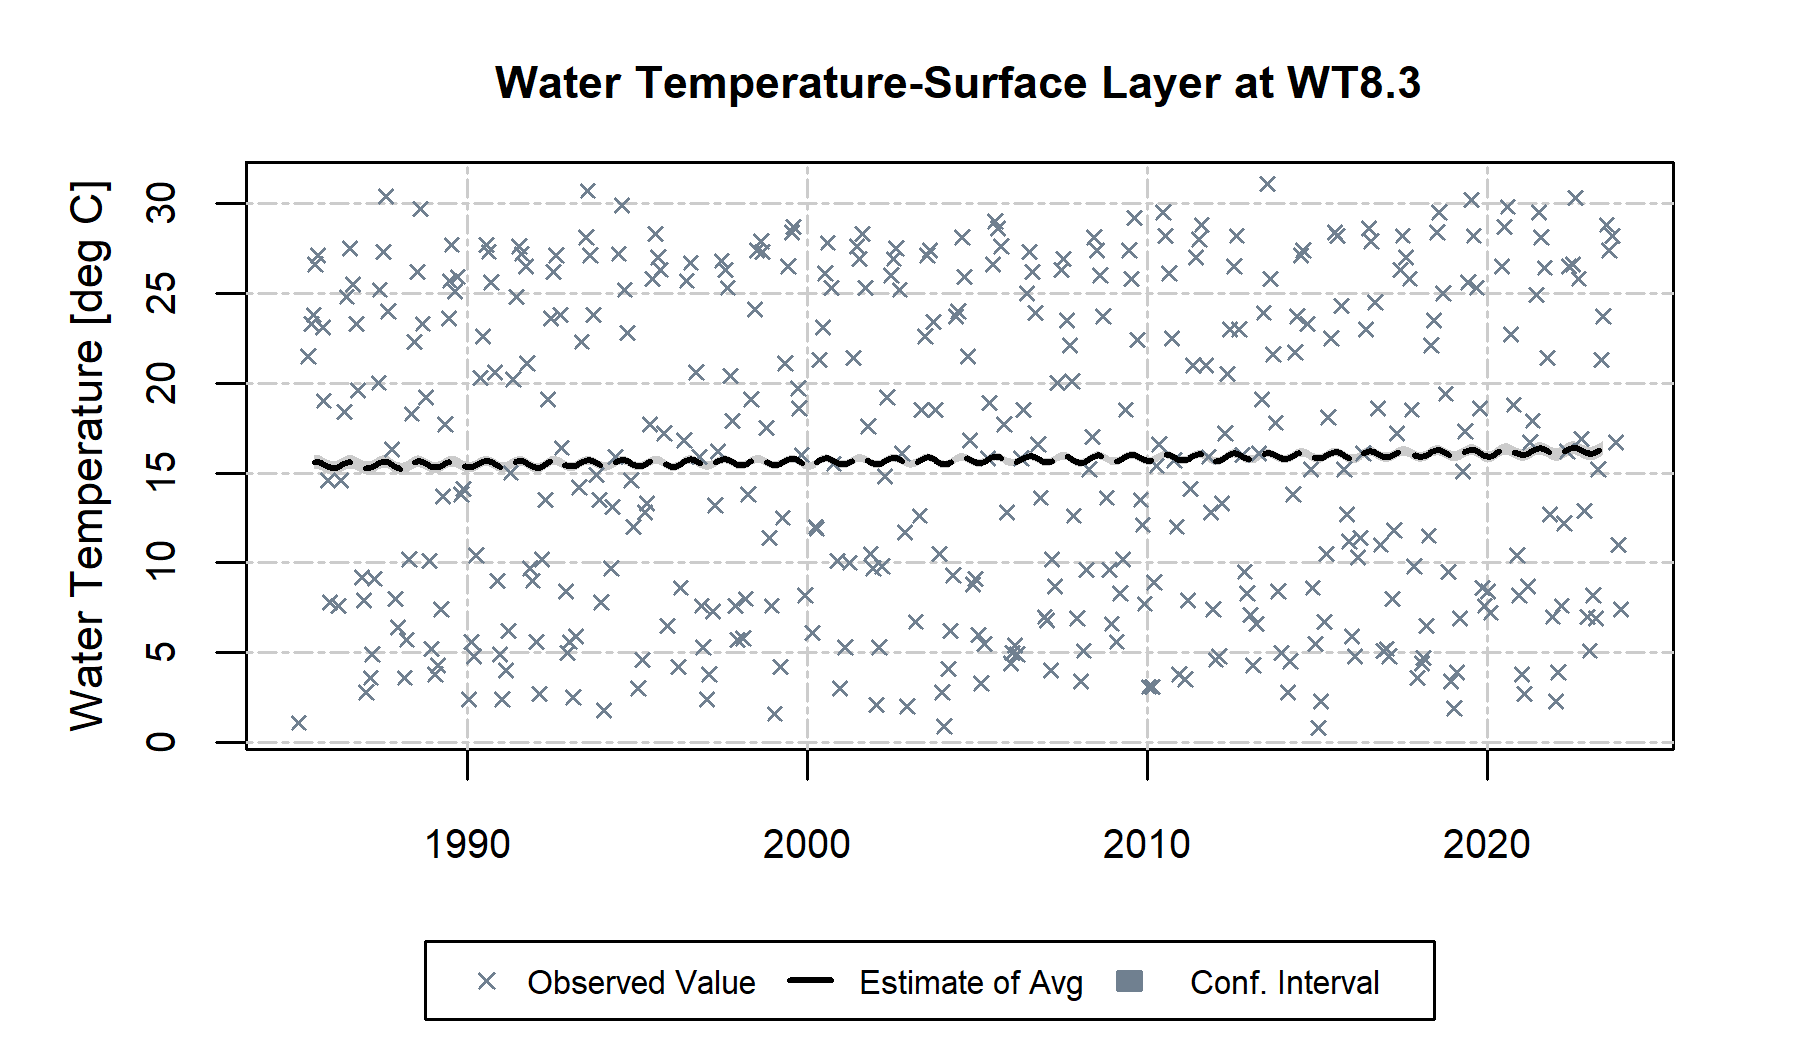 Water Temperature-Surface Layer at WT8.3
Water Temperature [deg C]
30
25
20
15
10
5
0
1990 2000 2010 2020
Observed Value Estimate of Avg Conf. Interval